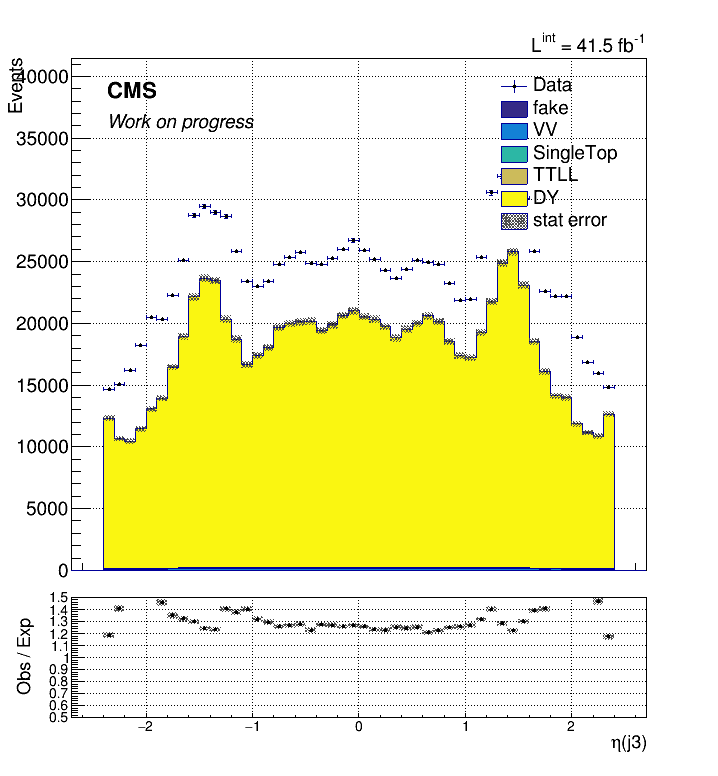 L^int = 41.5 fb^-1
Events
40000
35000
30000
25000
20000
15000
10000
5000
0
CMS
Work on progress
Data
fake
VV
SingleTop
TTLL
DY
stat error
Obs / Exp
1.5
1.4
1.3
1.2
1.1
1
0.9
0.8
0.7
0.6
0.5
−2 −1 0 1 2
η(j3)